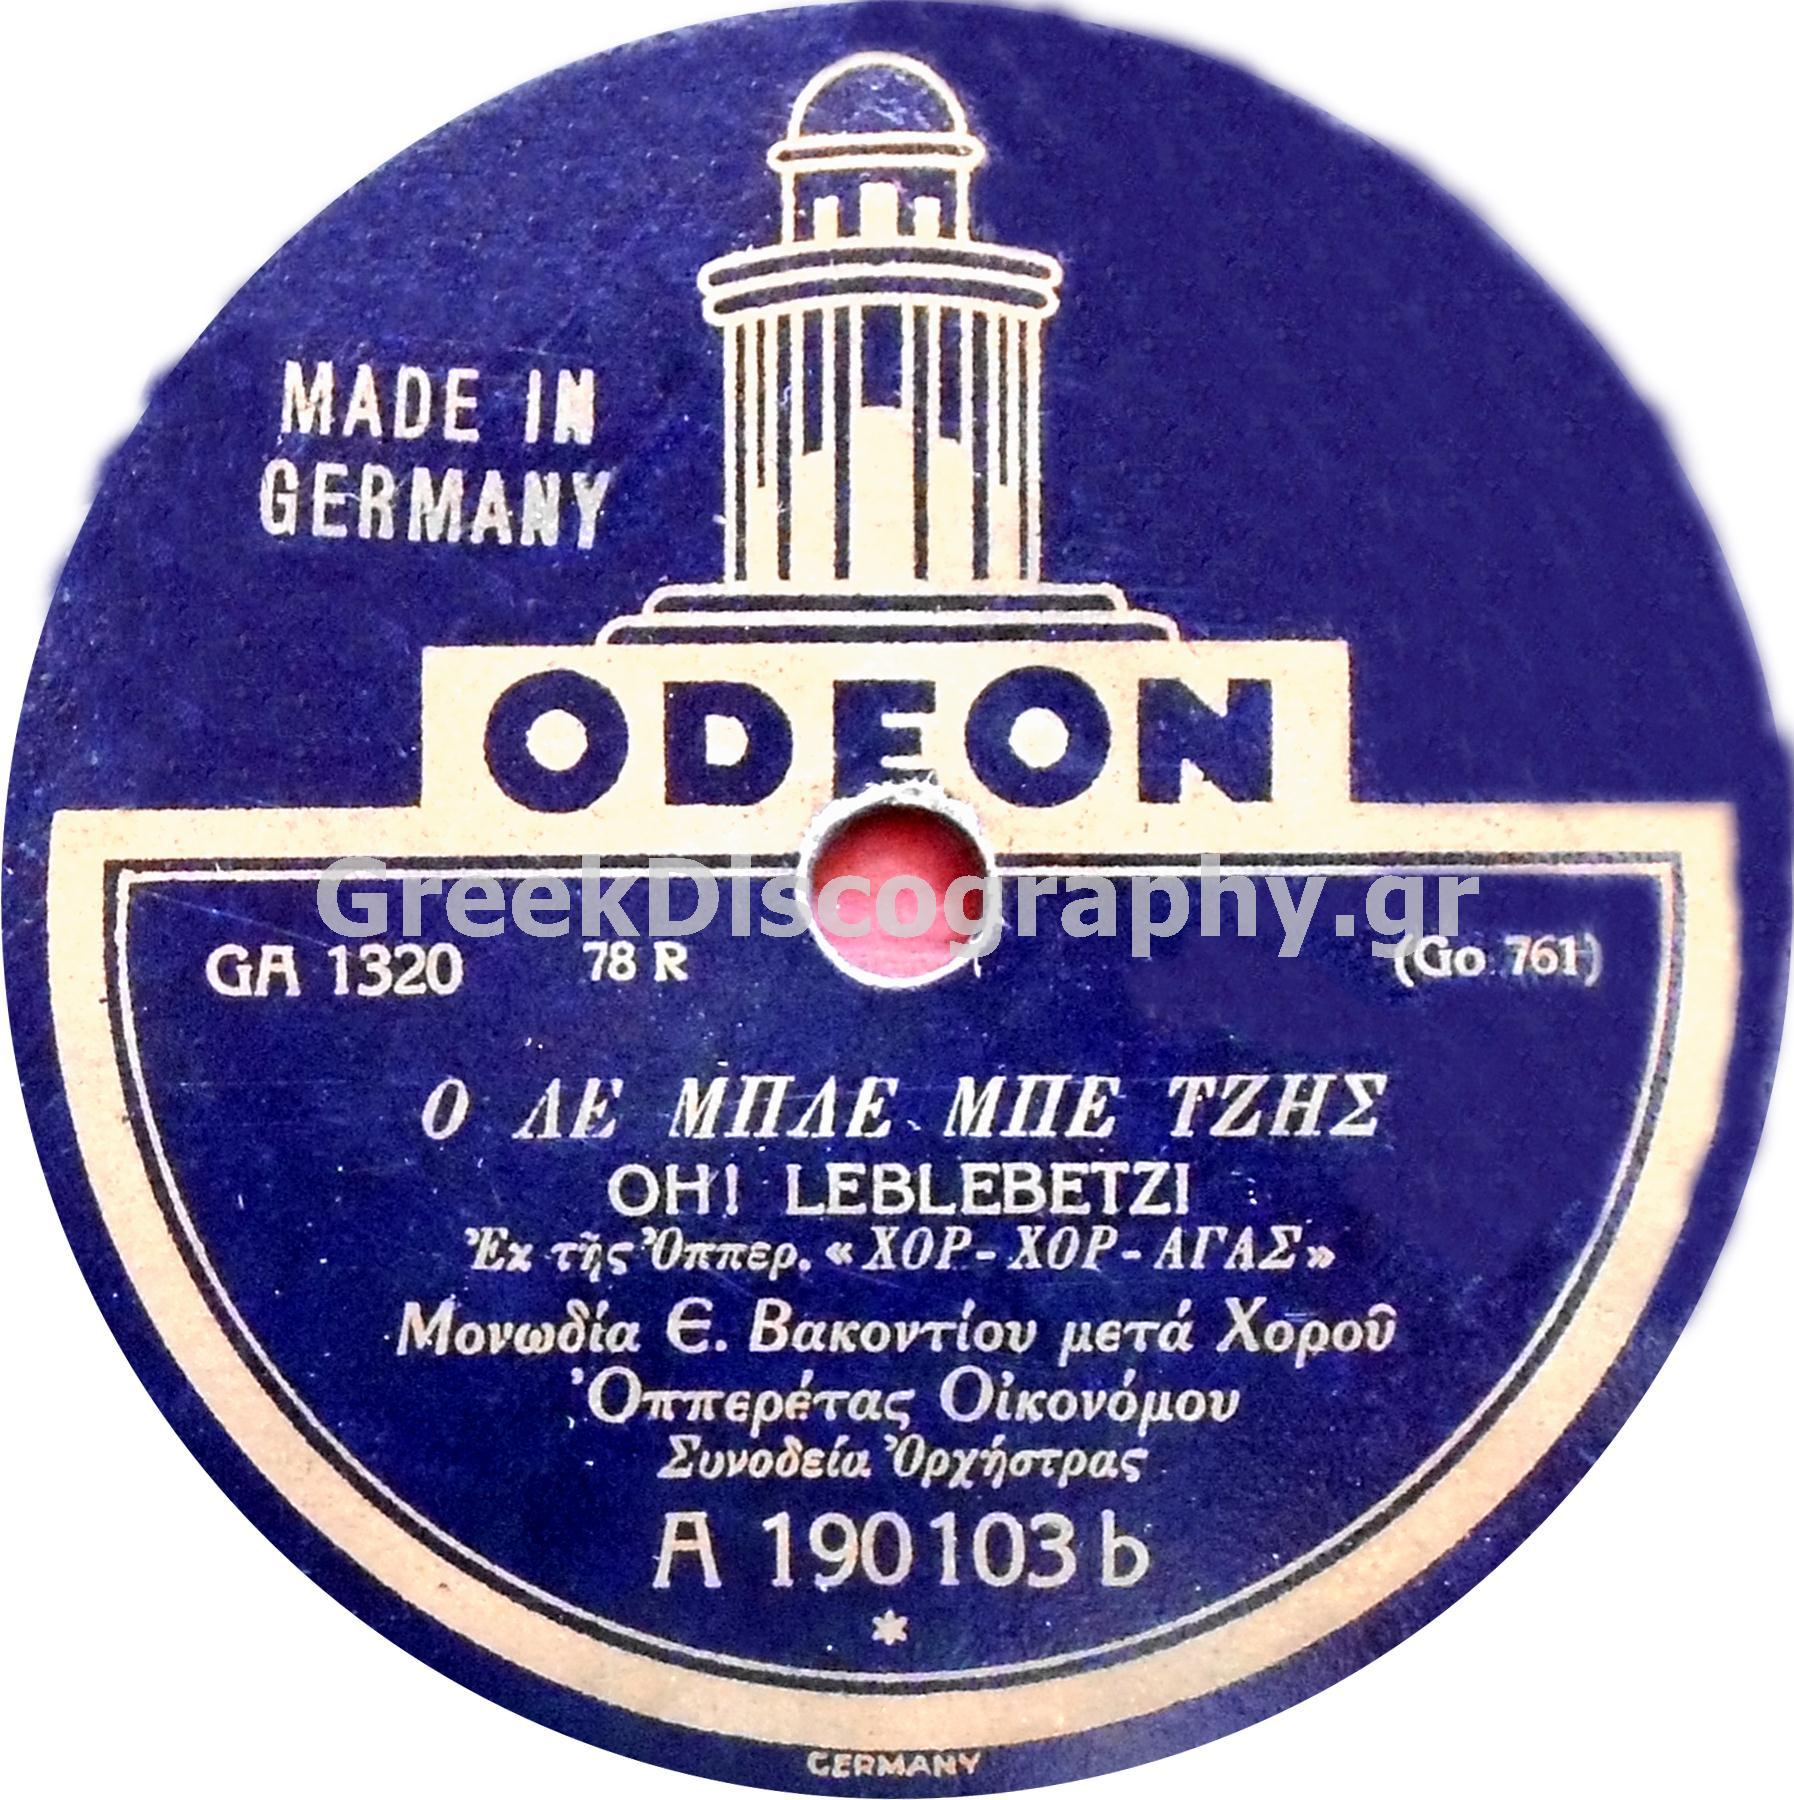 MADE IN
GERMANY
ODEON
GreekDiscography.gr
GA 1320 78 R (Go 761)
Ο ΛΕ ΜΠΛΕ ΜΠΕ ΤΖΗΣ
OH! LEBLEBETZI
Ἐκ τῆς Ὀππερ. «ΧΟΡ-ΧΟΡ-ΑΓΑΣ»
Μονωδία Ε. Βακοντίου μετά Χοροῦ
Ὀππερέτας Οἰκονόμου
Συνοδεία Ὀρχήστρας
A 190103 b
*
GERMANY